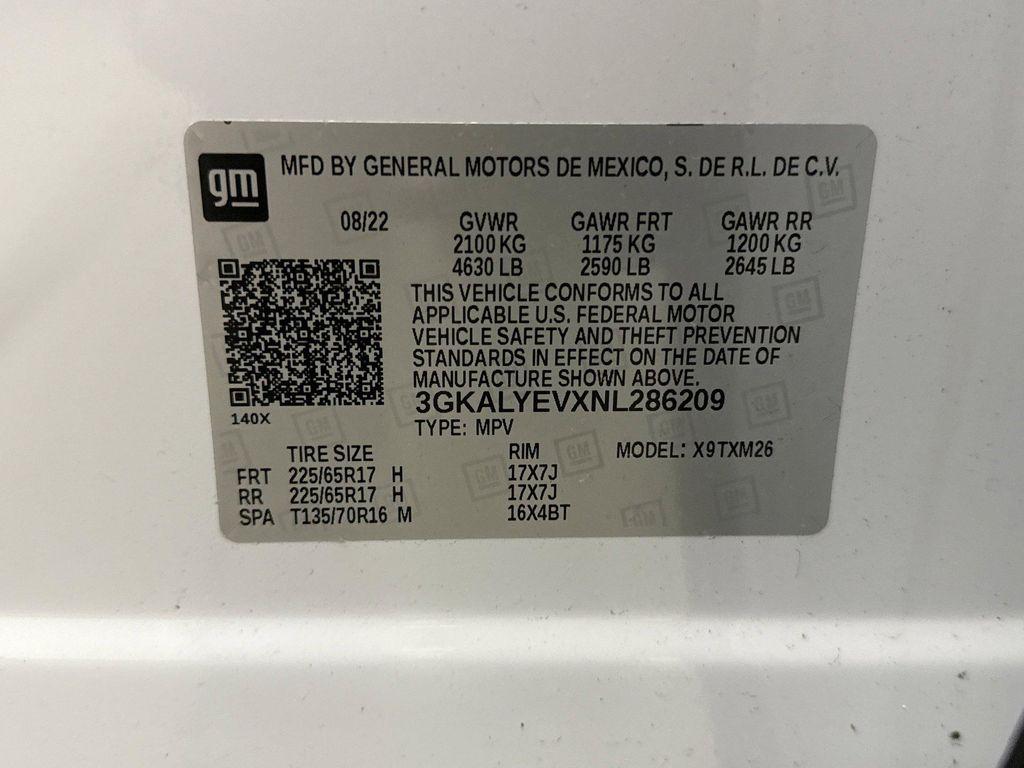 gm
MFD BY GENERAL MOTORS DE MEXICO, S. DE R.L. DE C.V.
08/22 GVWR GAWR FRT GAWR RR
2100 KG 1175 KG 1200 KG
4630 LB 2590 LB 2645 LB
THIS VEHICLE CONFORMS TO ALL
APPLICABLE U.S. FEDERAL MOTOR
VEHICLE SAFETY AND THEFT PREVENTION
STANDARDS IN EFFECT ON THE DATE OF
MANUFACTURE SHOWN ABOVE.
3GKALYEVXNL286209
140X
TYPE: MPV
TIRE SIZE RIM MODEL: X9TXM26
FRT 225/65R17 H 17X7J
RR 225/65R17 H 17X7J
SPA T135/70R16 M 16X4BT